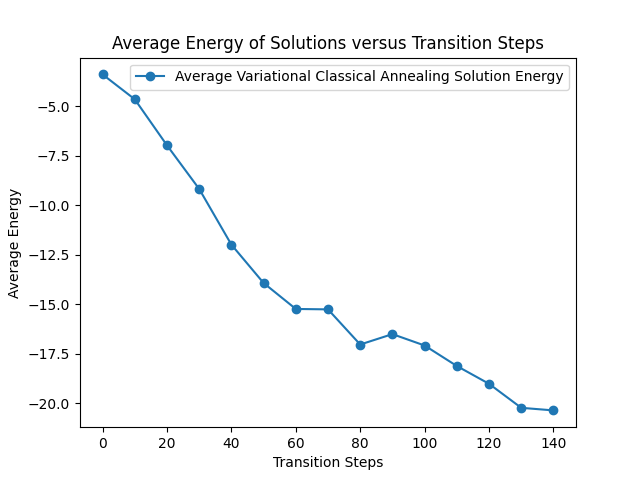 Average Energy of Solutions versus Transition Steps
Average Variational Classical Annealing Solution Energy
Average Energy
−5.0
−7.5
−10.0
−12.5
−15.0
−17.5
−20.0
0 20 40 60 80 100 120 140
Transition Steps